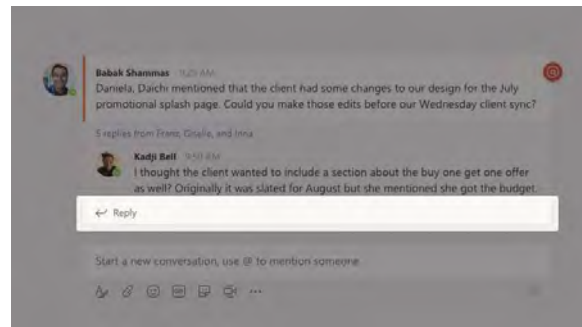 Babak Shammas 9:25 AM
Daniela, Daichi mentioned that the client had some changes to our design for the July
promotional splash page. Could you make those edits before our Wednesday client sync?
5 replies from Franz, Giselle, and Inna
Kadji Bell 9:50 AM
I thought the client wanted to include a section about the buy one get one offer
as well? Originally it was slated for August but she mentioned she got the budget
Reply
Start a new conversation, use @ to mention someone
GIF